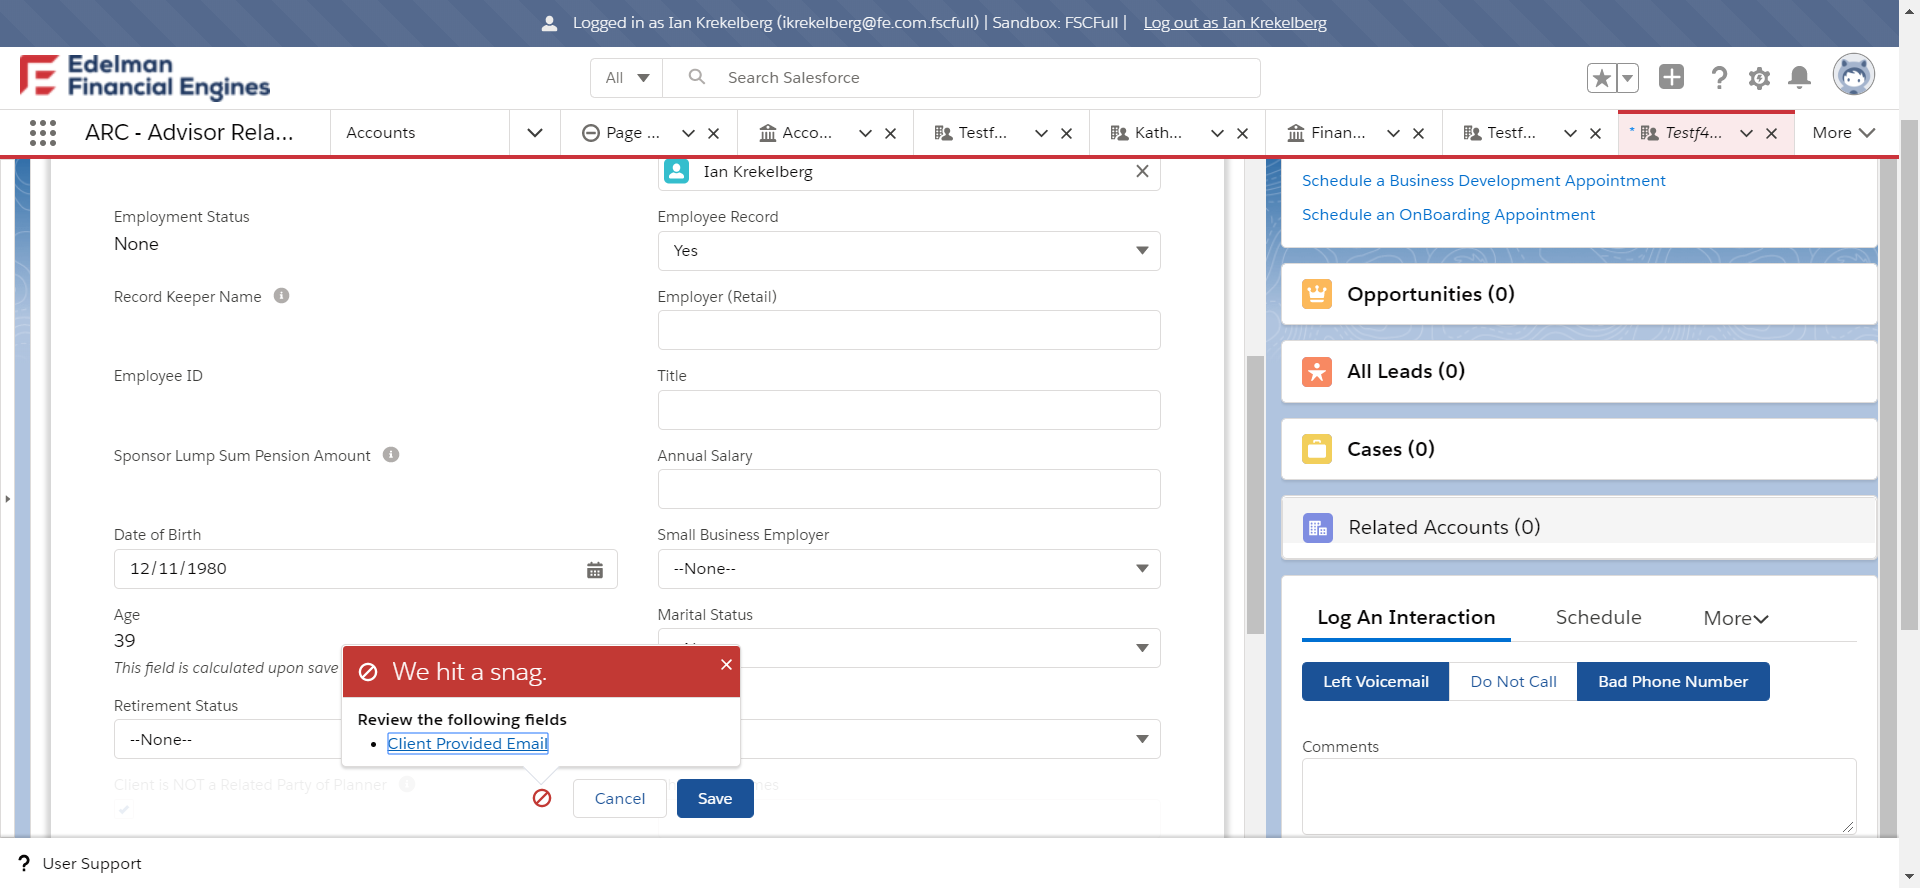 Logged in as Ian Krekelberg (ikrekelberg@fe.com.fscfull) | Sandbox: FSCFull | Log out as Ian Krekelberg
Edelman
Financial Engines
All
Search Salesforce
ARC - Advisor Rela...
Accounts
Page ...
Acco...
Testf...
Kath...
Finan...
Testf...
* Testf4...
More
Ian Krekelberg
Employment Status
None
Employee Record
Yes
Record Keeper Name
Employer (Retail)
Employee ID
Title
Sponsor Lump Sum Pension Amount
Annual Salary
Date of Birth
12/11/1980
Small Business Employer
--None--
Age
39
This field is calculated upon save
Marital Status
Retirement Status
--None--
We hit a snag.
Review the following fields
• Client Provided Email
Client is NOT a Related Party of Planner
Cancel
Save
Schedule a Business Development Appointment
Schedule an OnBoarding Appointment
Opportunities (0)
All Leads (0)
Cases (0)
Related Accounts (0)
Log An Interaction
Schedule
More
Left Voicemail
Do Not Call
Bad Phone Number
Comments
? User Support